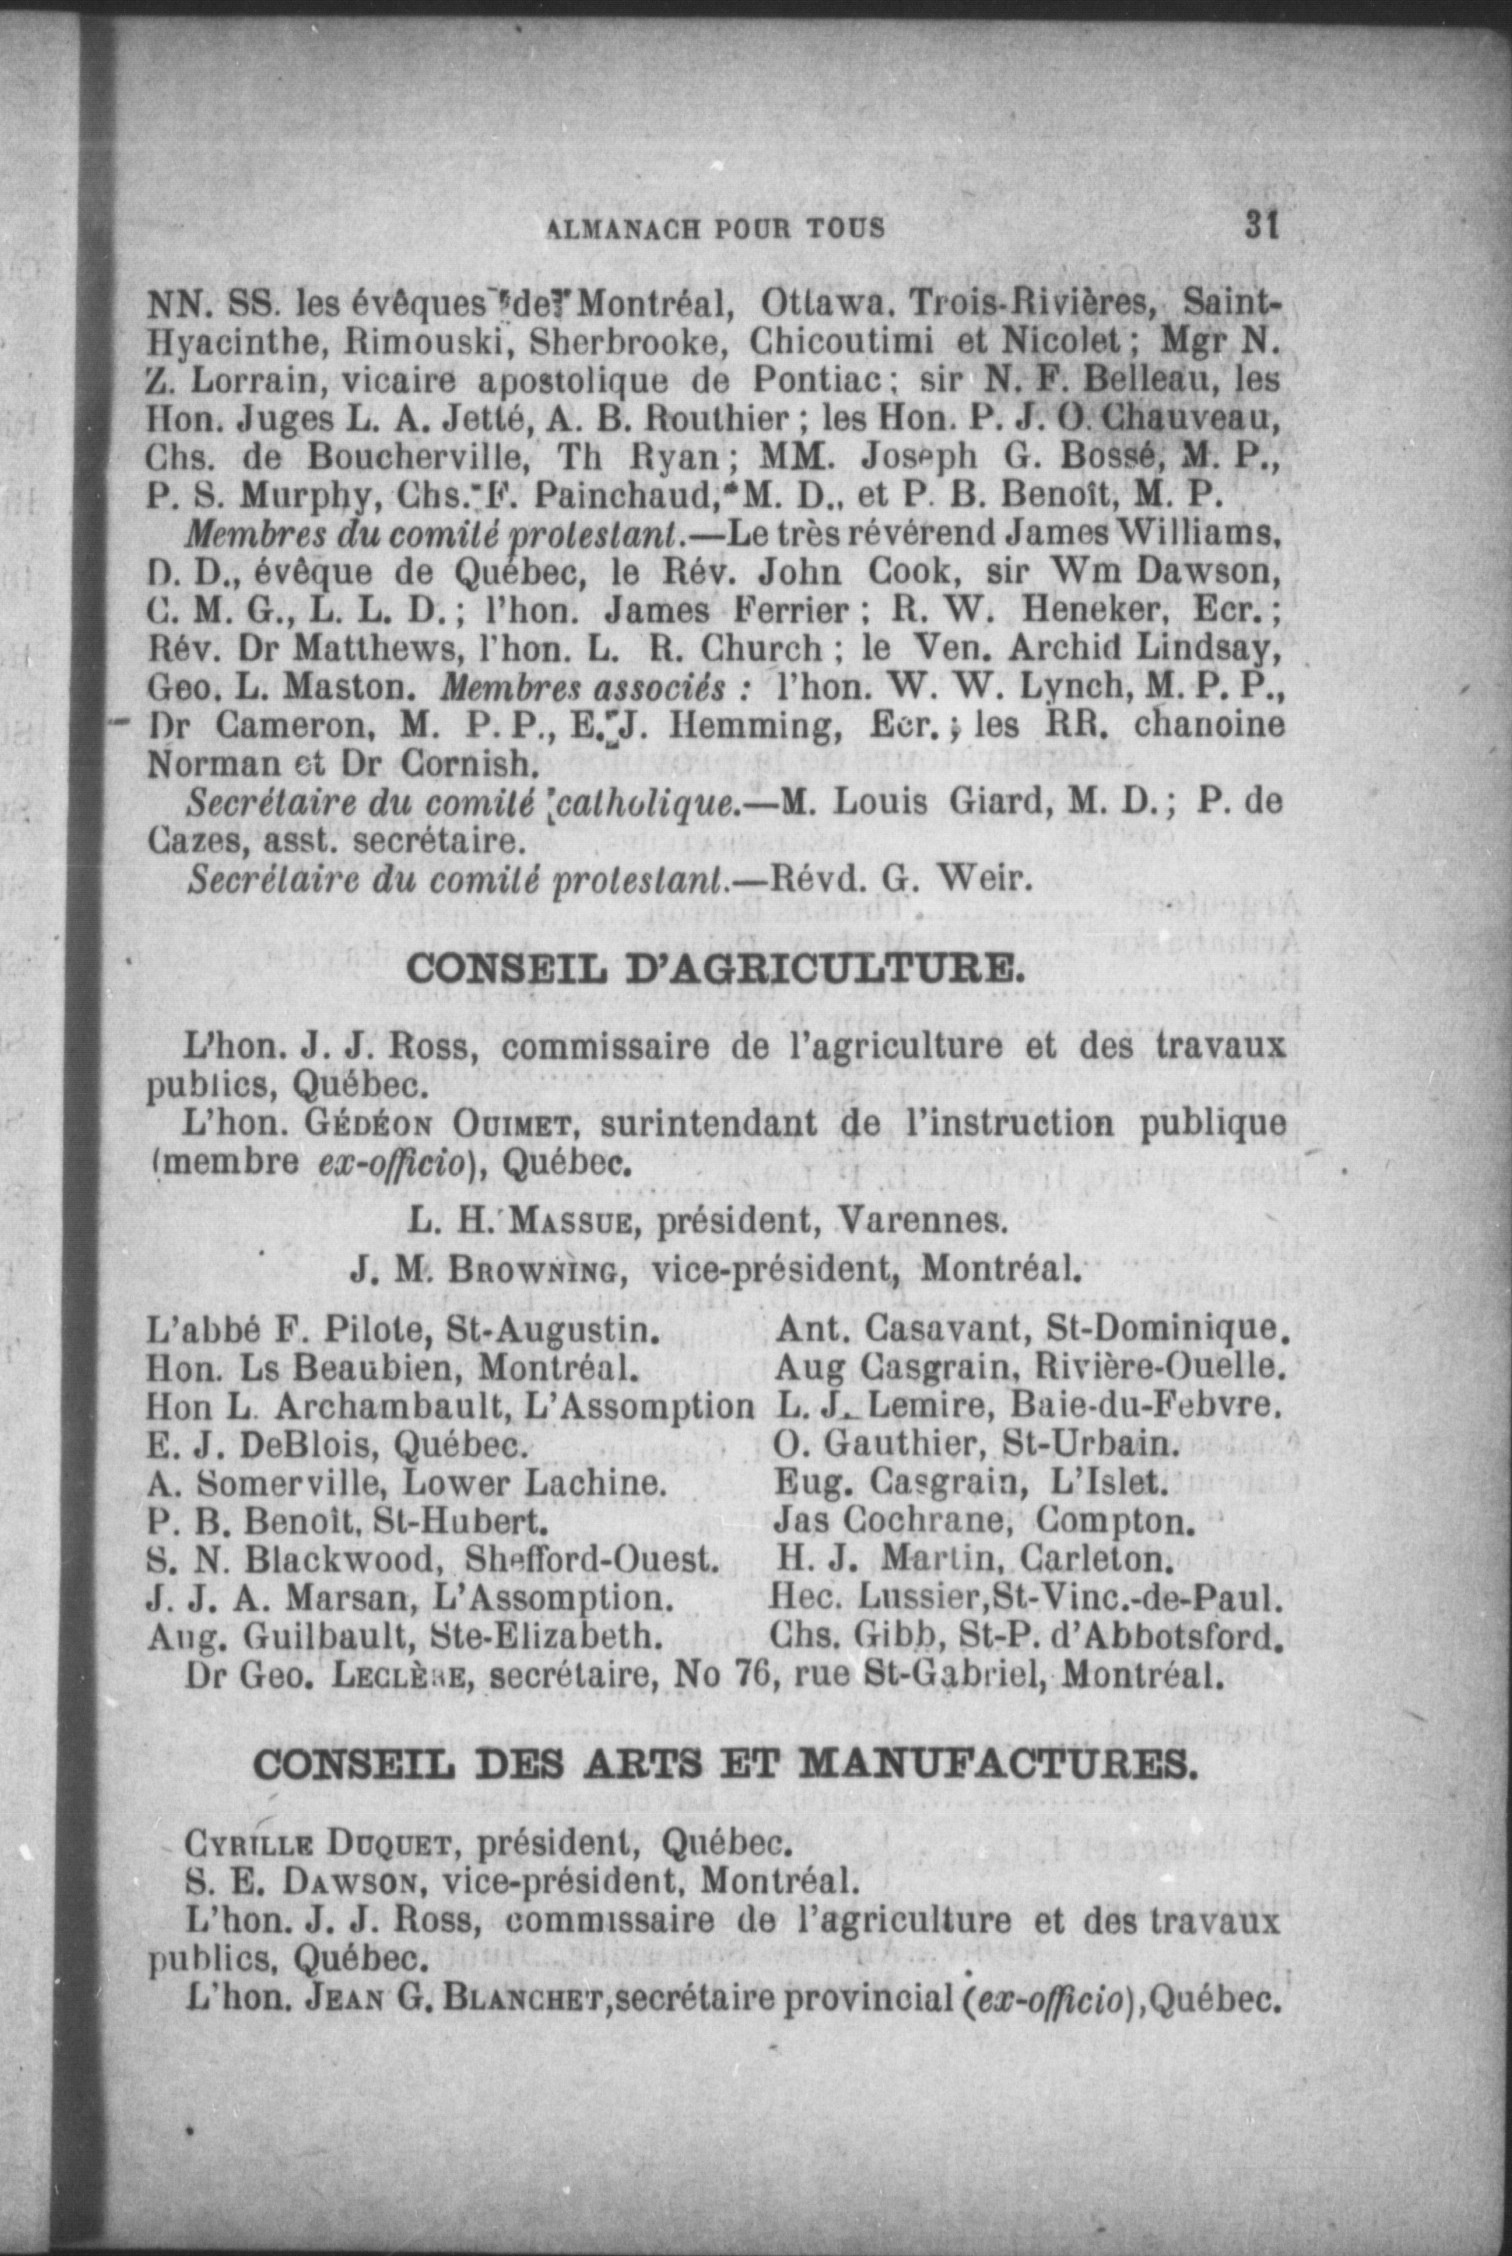 ALMANACH POUR TOUS 31
NN. SS. les évêques de Montréal, Ottawa. Trois-Rivières, Saint-
Hyacinthe, Rimouski, Sherbrooke, Chicoutimi et Nicolet ; Mgr N.
Z. Lorrain, vicaire apostolique de Pontiac ; sir N. F. Belleau, les
Hon. Juges L. A. Jetté, A. B. Routhier ; les Hon. P. J. O. Chauveau,
Chs. de Boucherville, Th Ryan ; MM. Joseph G. Bossé, M. P.,
P. S. Murphy, Chs. F. Painchaud, M. D., et P. B. Benoît, M. P.
Membres du comité protestant.—Le très révérend James Williams,
D. D., évêque de Québec, le Rév. John Cook, sir Wm Dawson,
C. M. G., L. L. D. ; l'hon. James Ferrier ; R. W. Heneker, Ecr. ;
Rév. Dr Matthews, l'hon. L. R. Church ; le Ven. Archid Lindsay,
Geo. L. Maston. Membres associés : l'hon. W. W. Lynch, M. P. P.,
Dr Cameron, M. P. P., E. J. Hemming, Ecr. ; les RR. chanoine
Norman et Dr Cornish.
Secrétaire du comité catholique.—M. Louis Giard, M. D. ; P. de
Cazes, asst. secrétaire.
Secrétaire du comité protestant.—Révd. G. Weir.
CONSEIL D'AGRICULTURE.
L'hon. J. J. Ross, commissaire de l'agriculture et des travaux
publics, Québec.
L'hon. GÉDÉON OUIMET, surintendant de l'instruction publique
(membre ex-officio), Québec.
L. H. MASSUE, président, Varennes.
J. M. BROWNING, vice-président, Montréal.
L'abbé F. Pilote, St-Augustin. Ant. Casavant, St-Dominique.
Hon. Ls Beaubien, Montréal. Aug Casgrain, Rivière-Ouelle.
Hon L. Archambault, L'Assomption L. J. Lemire, Baie-du-Febvre.
E. J. DeBlois, Québec. O. Gauthier, St-Urbain.
A. Somerville, Lower Lachine. Eug. Casgrain, L'Islet.
P. B. Benoît, St-Hubert. Jas Cochrane, Compton.
S. N. Blackwood, Shefford-Ouest. H. J. Martin, Carleton.
J. J. A. Marsan, L'Assomption. Hec. Lussier,St-Vinc.-de-Paul.
Aug. Guilbault, Ste-Elizabeth. Chs. Gibb, St-P. d'Abbotsford.
Dr Geo. LECLÈRE, secrétaire, No 76, rue St-Gabriel, Montréal.
CONSEIL DES ARTS ET MANUFACTURES.
CYRILLE DUQUET, président, Québec.
S. E. DAWSON, vice-président, Montréal.
L'hon. J. J. Ross, commissaire de l'agriculture et des travaux
publics, Québec.
L'hon. JEAN G. BLANCHET,secrétaire provincial (ex-officio),Québec.